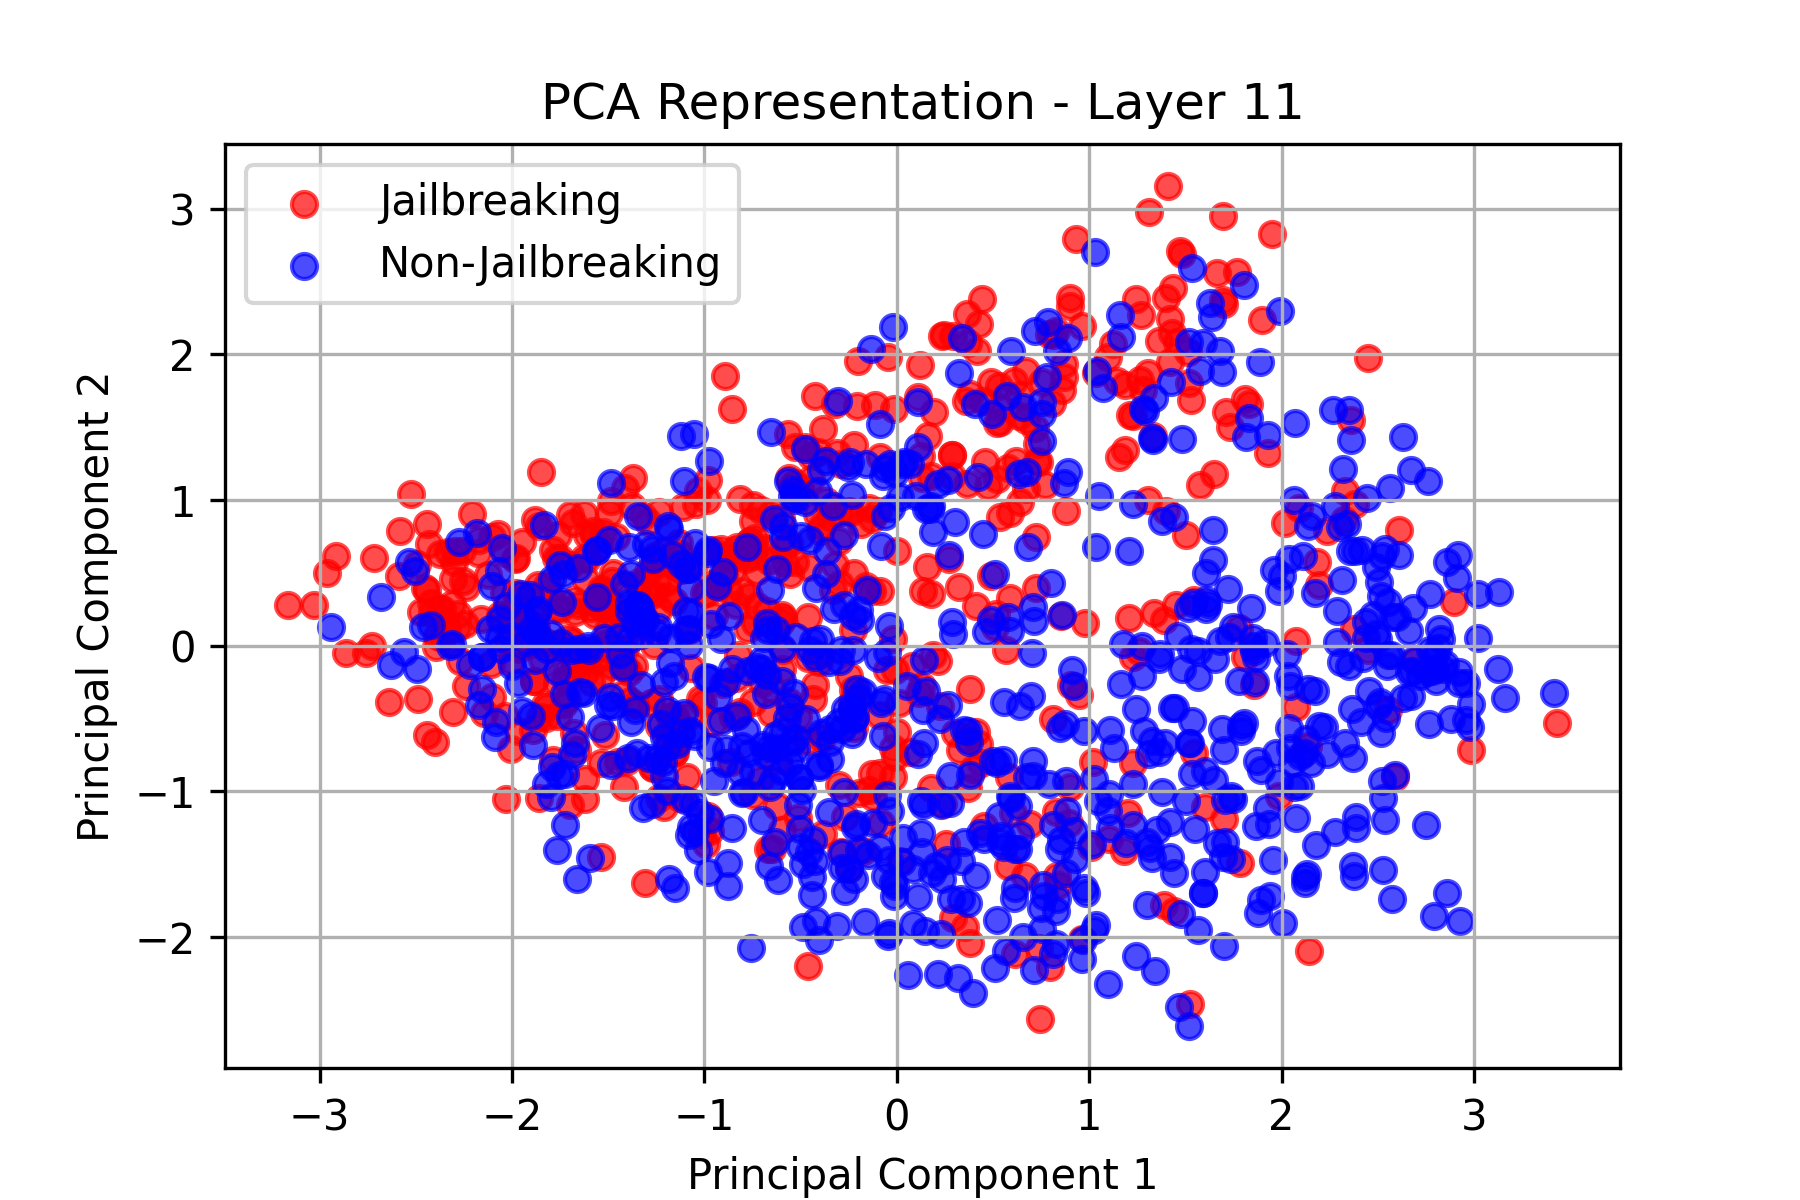 PCA Representation - Layer 11
Jailbreaking
Non-Jailbreaking
3
2
1
0
−1
−2
Principal Component 2
−3 −2 −1 0 1 2 3
Principal Component 1